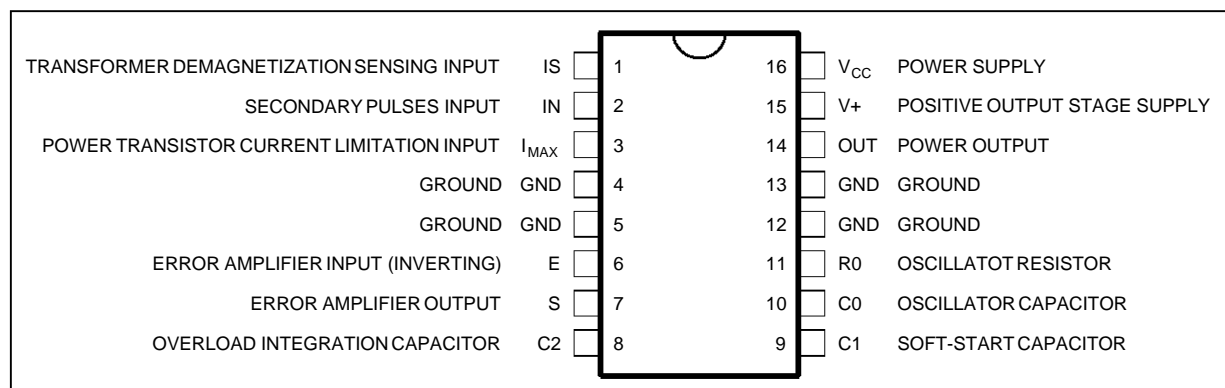 TRANSFORMER DEMAGNETIZATION SENSING INPUT IS 1 16 VCC POWER SUPPLY
SECONDARY PULSES INPUT IN 2 15 V+ POSITIVE OUTPUT STAGE SUPPLY
POWER TRANSISTOR CURRENT LIMITATION INPUT IMAX 3 14 OUT POWER OUTPUT
GROUND GND 4 13 GND GROUND
GROUND GND 5 12 GND GROUND
ERROR AMPLIFIER INPUT (INVERTING) E 6 11 R0 OSCILLATOT RESISTOR
ERROR AMPLIFIER OUTPUT S 7 10 C0 OSCILLATOR CAPACITOR
OVERLOAD INTEGRATION CAPACITOR C2 8 9 C1 SOFT-START CAPACITOR